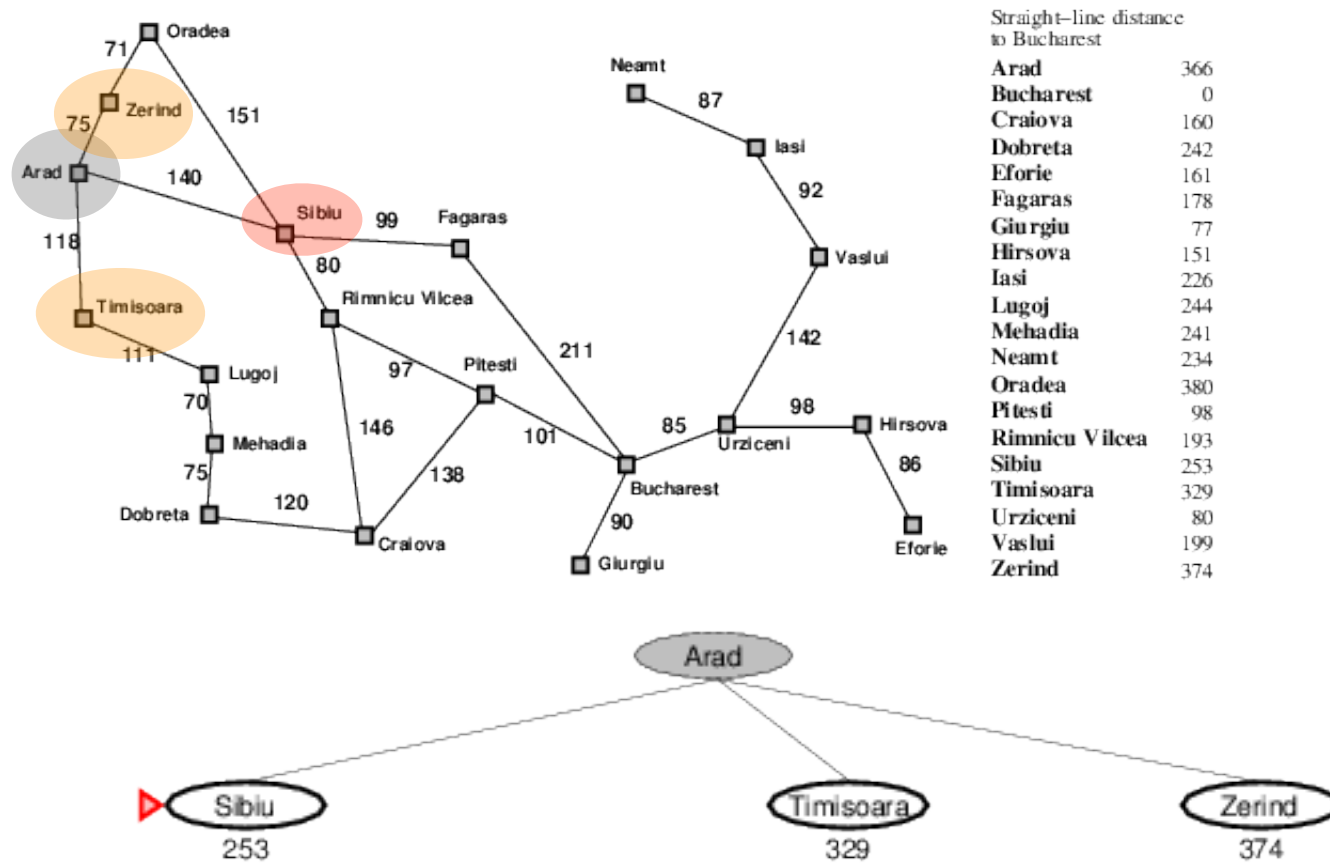 Oradea
71
Neamt
87
Zerind
151
75
Iasi
Arad
140
92
Sibiu
99
Fagaras
118
Vaslui
80
Timisoara
Rimnicu Vilcea
142
111
211
Lugoj
97
Pitesti
70
98
Hirsova
146
85
Urziceni
Mehadia
101
86
75
138
Bucharest
120
Dobreta
90
Craiova
Eforie
Giurgiu
Straight-line distance
to Bucharest
Arad 366
Bucharest 0
Craiova 160
Dobreta 242
Eforie 161
Fagaras 178
Giurgiu 77
Hirsova 151
Iasi 226
Lugoj 244
Mehadia 241
Neamt 234
Oradea 380
Pitesti 98
Rimnicu Vilcea 193
Sibiu 253
Timisoara 329
Urziceni 80
Vaslui 199
Zerind 374
Arad
Sibiu
Timisoara
Zerind
253
329
374